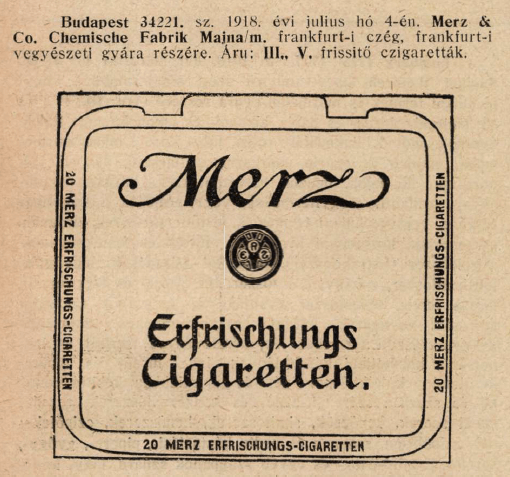 Budapest 34221. sz. 1918. évi julius hó 4-én. Merz &
Co. Chemische Fabrik Majna/m. frankfurt-i czég, frankfurt-i
vegyészeti gyára részére. Áru: III., V. frissitő czigaretták.
Merz
Erfrischungs
Cigaretten.
20 MERZ ERFRISCHUNGS-CIGARETTEN
20 MERZ ERFRISCHUNGS-CIGARETTEN
20 MERZ ERFRISCHUNGS-CIGARETTEN